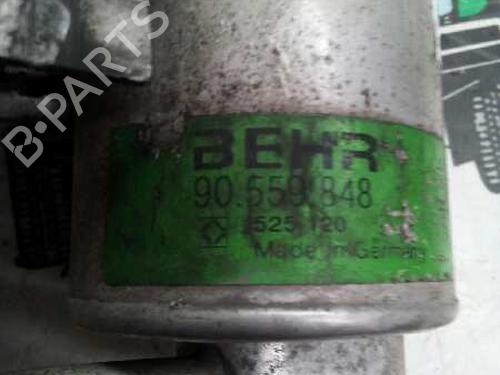 B-PARTS
BEHR
90.559.848
525.120
Made in Germany